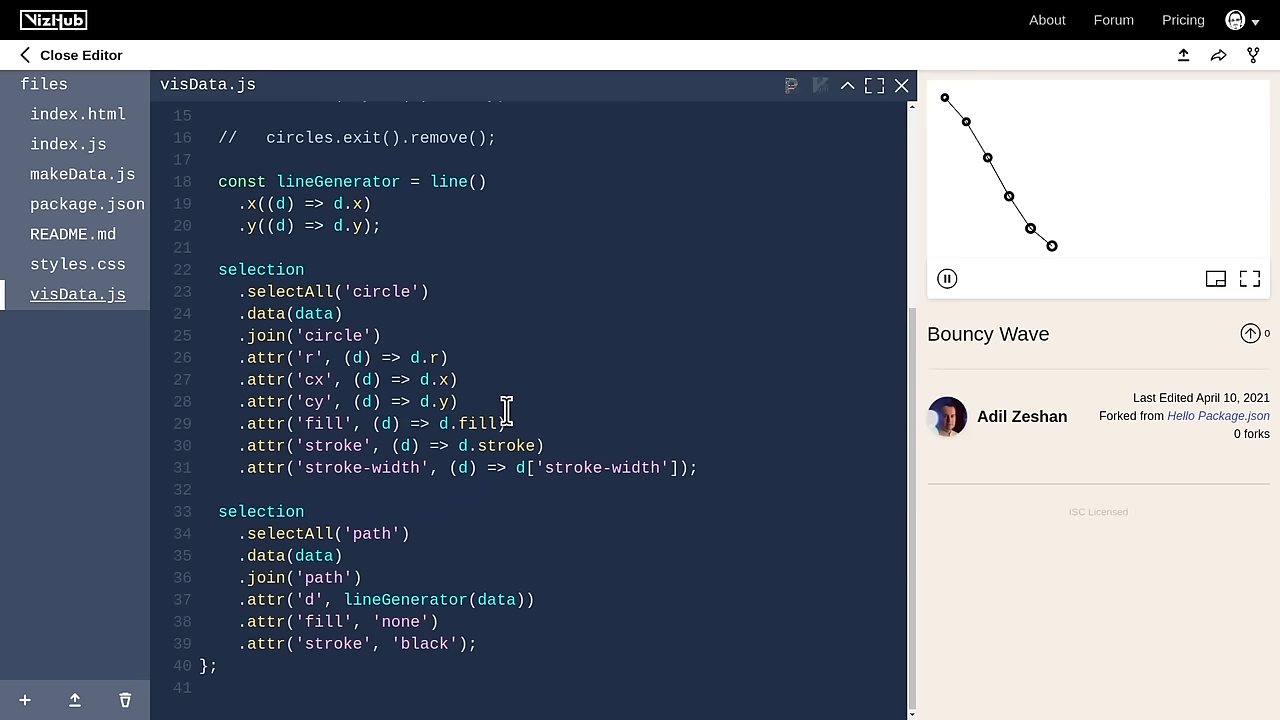 VizHub
About
Forum
Pricing
Close Editor
files
index.html
index.js
makeData.js
package.json
README.md
styles.css
visData.js
visData.js
15
16 // circles.exit().remove();
17
18 const lineGenerator = line()
19 .x((d) => d.x)
20 .y((d) => d.y);
21
22 selection
23 .selectAll('circle')
24 .data(data)
25 .join('circle')
26 .attr('r', (d) => d.r)
27 .attr('cx', (d) => d.x)
28 .attr('cy', (d) => d.y)
29 .attr('fill', (d) => d.fill)
30 .attr('stroke', (d) => d.stroke)
31 .attr('stroke-width', (d) => d['stroke-width']);
32
33 selection
34 .selectAll('path')
35 .data(data)
36 .join('path')
37 .attr('d', lineGenerator(data))
38 .attr('fill', 'none')
39 .attr('stroke', 'black');
40 };
41
Bouncy Wave
0
Adil Zeshan
Last Edited April 10, 2021
Forked from Hello Package.json
0 forks
ISC Licensed